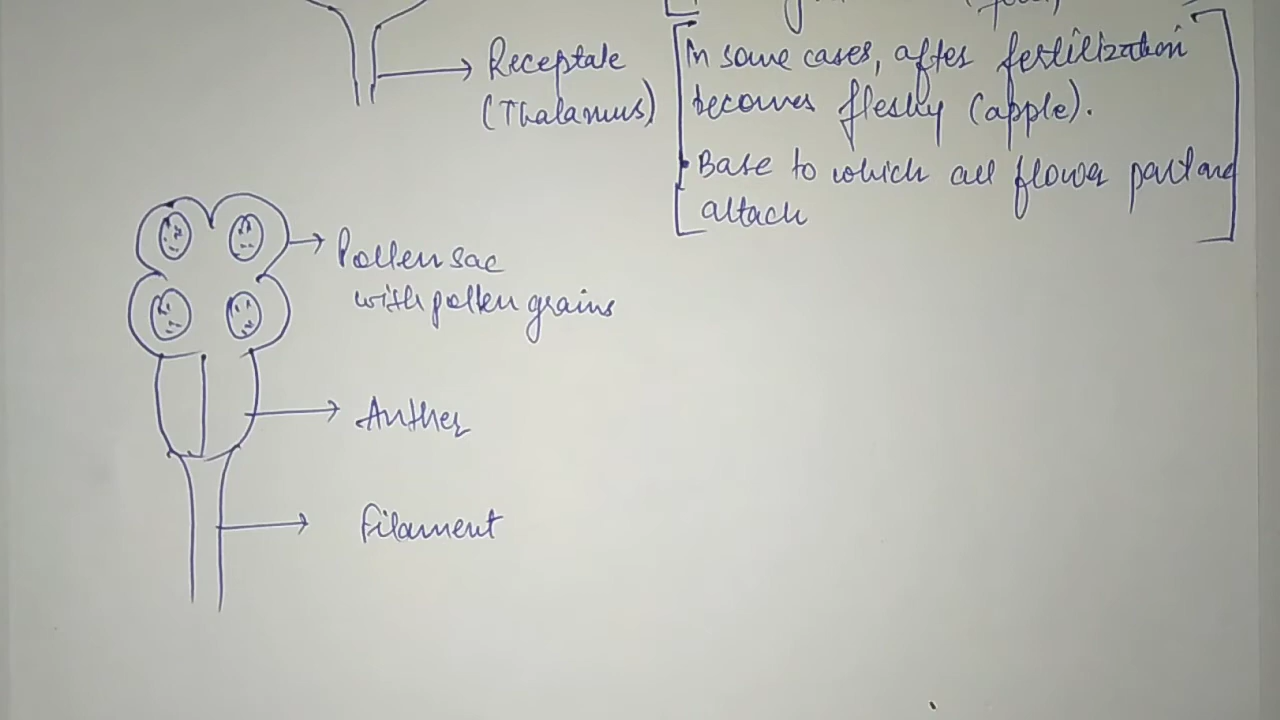 Receptale
(Thalamus)
In some cases, after fertilization
becomes fleshy (apple).
Base to which all flower part are
attach
Pollen sac
with pollen grains
Anther
Filament